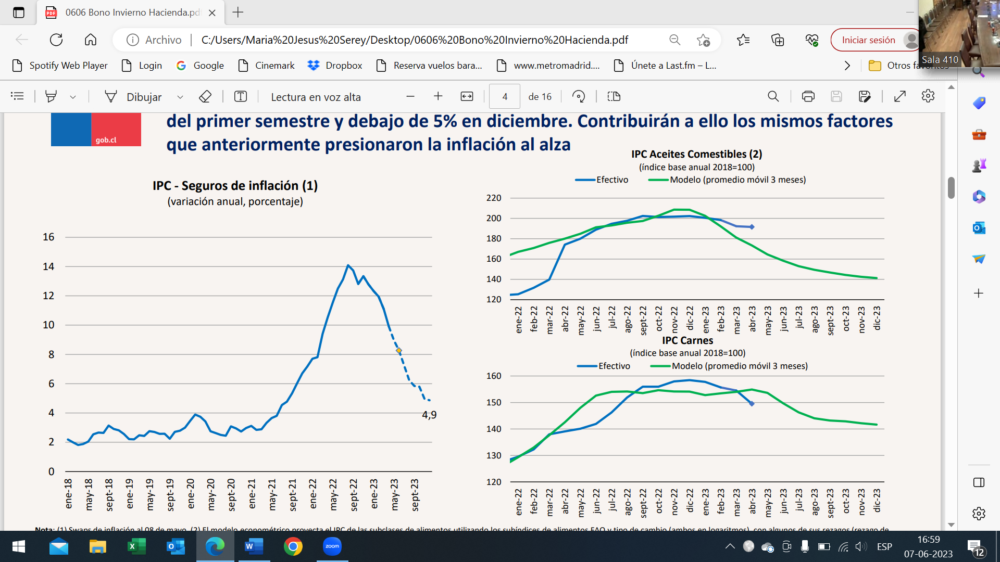 0606 Bono Invierno Hacienda.pdf
Archivo
C:/Users/Maria%20Jesus%20Serey/Desktop/0606%20Bono%20Invierno%20Hacienda.pdf
Iniciar sesión
Sala 410
Spotify Web Player
Login
Google
Cinemark
Dropbox
Reserva vuelos bara...
www.metromadrid....
Únete a Last.fm – L...
Otros favoritos
Dibujar
Lectura en voz alta
4
de 16
gob.cl
del primer semestre y debajo de 5% en diciembre. Contribuirán a ello los mismos factores
que anteriormente presionaron la inflación al alza
IPC - Seguros de inflación (1)
(variación anual, porcentaje)
16
14
12
10
8
6
4
2
0
4,9
ene-18
may-18
sept-18
ene-19
may-19
sept-19
ene-20
may-20
sept-20
ene-21
may-21
sept-21
ene-22
may-22
sept-22
ene-23
may-23
sept-23
IPC Aceites Comestibles (2)
(índice base anual 2018=100)
Efectivo
Modelo (promedio móvil 3 meses)
220
200
180
160
140
120
ene-22
feb-22
mar-22
abr-22
may-22
jun-22
jul-22
ago-22
sept-22
oct-22
nov-22
dic-22
ene-23
feb-23
mar-23
abr-23
may-23
jun-23
jul-23
ago-23
sept-23
oct-23
nov-23
dic-23
IPC Carnes
(índice base anual 2018=100)
Efectivo
Modelo (promedio móvil 3 meses)
160
150
140
130
120
ene-22
feb-22
mar-22
abr-22
may-22
jun-22
jul-22
ago-22
sept-22
oct-22
nov-22
dic-22
ene-23
feb-23
mar-23
abr-23
may-23
jun-23
jul-23
ago-23
sept-23
oct-23
nov-23
dic-23
Nota: (1) Swaps de inflación al 08 de mayo. (2) El modelo econométrico proyecta el IPC de las subclases de alimentos utilizando los subíndices de alimentos FAO y tipo de cambio (ambos en logaritmos), con algunos de sus rezagos (rezago de
zoom
ESP
16:59
07-06-2023
12